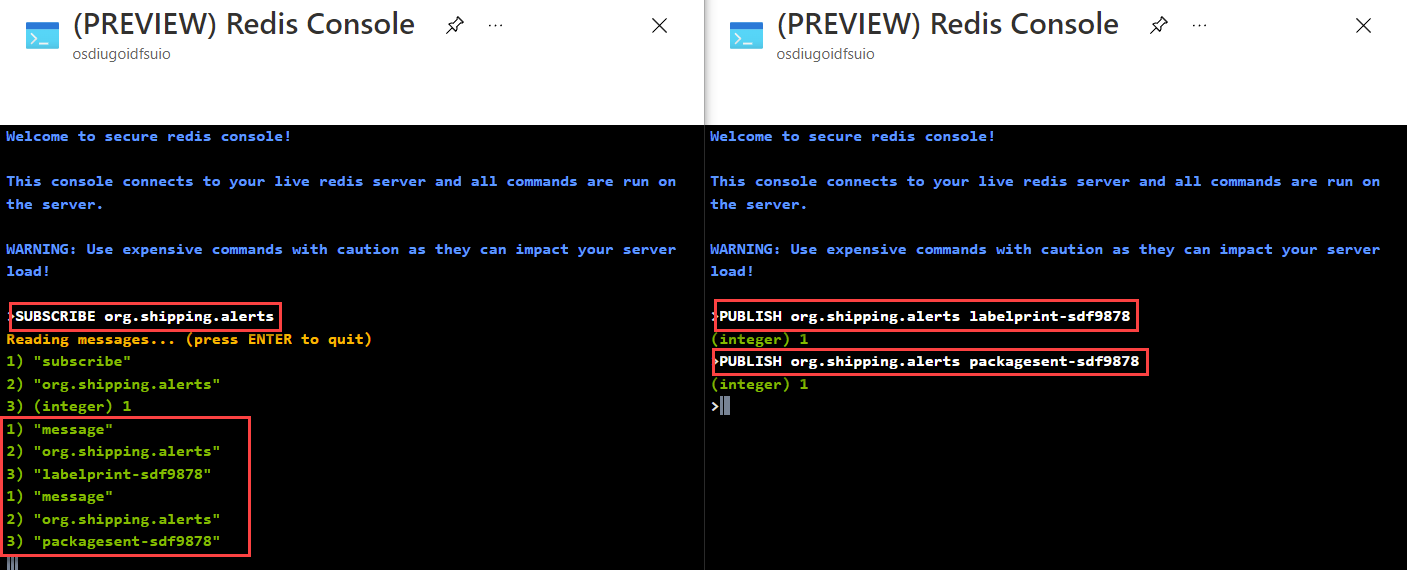 (PREVIEW) Redis Console ...
osdiugoidfsuio
Welcome to secure redis console!
This console connects to your live redis server and all commands are run on
the server.
WARNING: Use expensive commands with caution as they can impact your server
load!
>SUBSCRIBE org.shipping.alerts
Reading messages... (press ENTER to quit)
1) "subscribe"
2) "org.shipping.alerts"
3) (integer) 1
1) "message"
2) "org.shipping.alerts"
3) "labelprint-sdf9878"
1) "message"
2) "org.shipping.alerts"
3) "packagesent-sdf9878"
(PREVIEW) Redis Console ...
osdiugoidfsuio
Welcome to secure redis console!
This console connects to your live redis server and all commands are run on
the server.
WARNING: Use expensive commands with caution as they can impact your server
load!
>PUBLISH org.shipping.alerts labelprint-sdf9878
(integer) 1
>PUBLISH org.shipping.alerts packagesent-sdf9878
(integer) 1
>